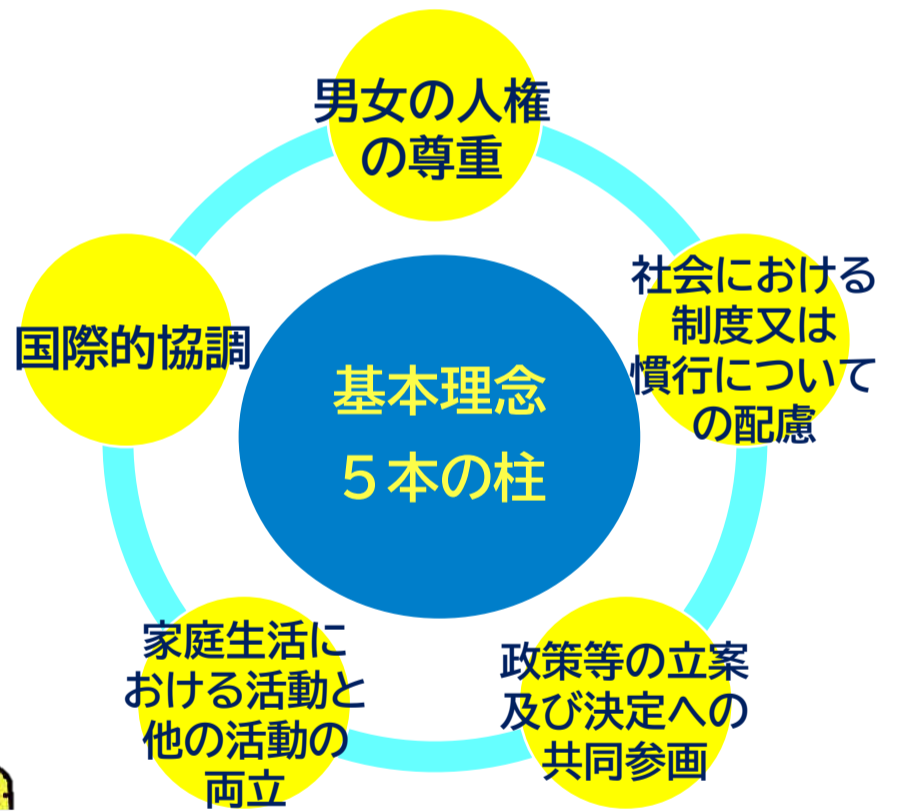 男女の人権
の尊重
社会における
制度又は
慣行について
の配慮
国際的協調
基本理念
５本の柱
家庭生活に
おける活動と
他の活動の
両立
政策等の立案
及び決定への
共同参画